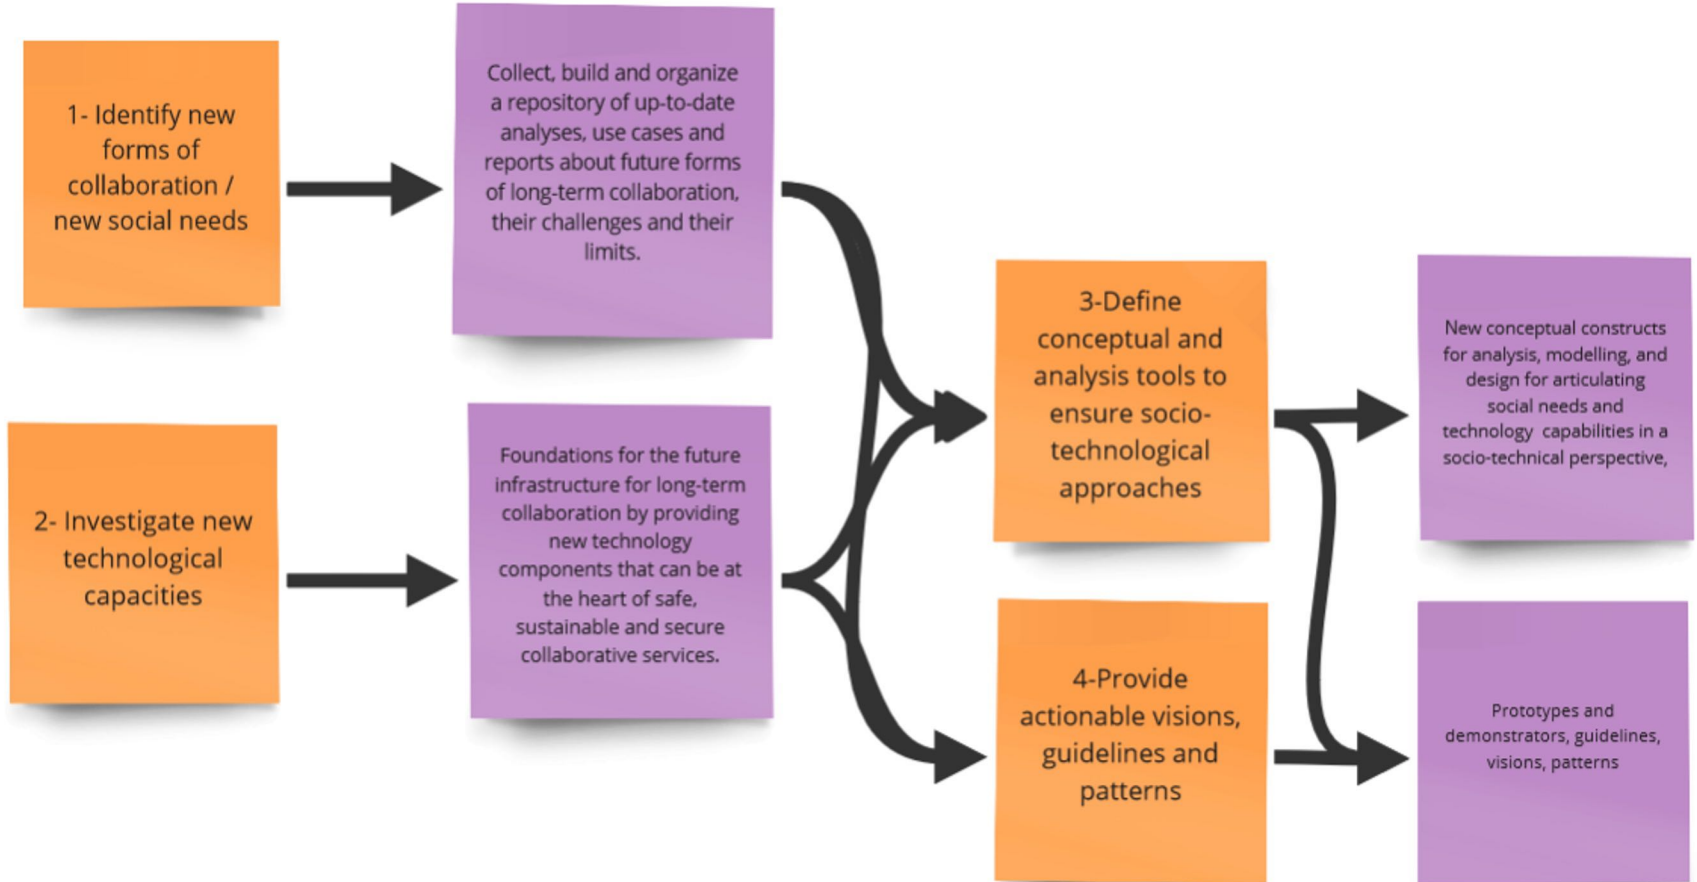 1- Identify new
forms of
collaboration /
new social needs
Collect, build and organize
a repository of up-to-date
analyses, use cases and
reports about future forms
of long-term collaboration,
their challenges and their
limits.
2- Investigate new
technological
capacities
Foundations for the future
infrastructure for long-term
collaboration by providing
new technology
components that can be at
the heart of safe,
sustainable and secure
collaborative services.
3-Define
conceptual and
analysis tools to
ensure socio-
technological
approaches
New conceptual constructs
for analysis, modelling, and
design for articulating
social needs and
technology capabilities in a
socio-technical perspective,
4-Provide
actionable visions,
guidelines and
patterns
Prototypes and
demonstrators, guidelines,
visions, patterns